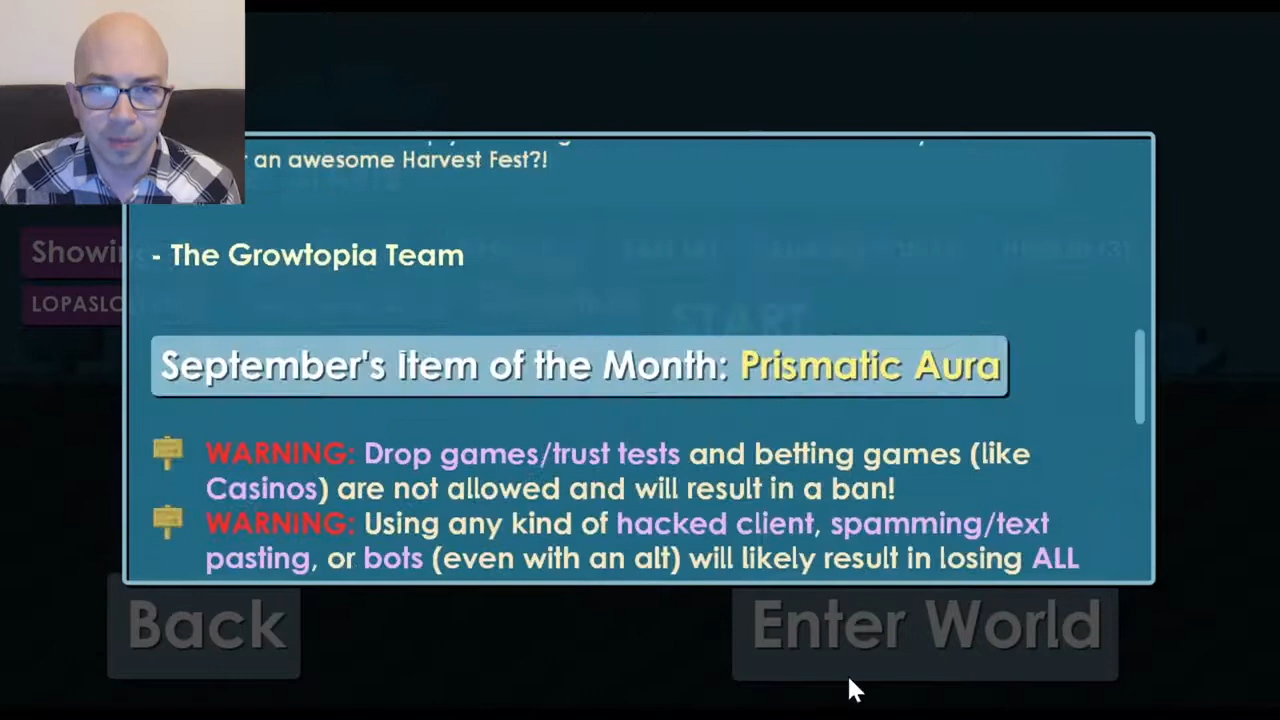 an awesome Harvest Fest?!
- The Growtopia Team
Showin
LOPASLO
START
September's Item of the Month: Prismatic Aura
WARNING: Drop games/trust tests and betting games (like
Casinos) are not allowed and will result in a ban!
WARNING: Using any kind of hacked client, spamming/text
pasting, or bots (even with an alt) will likely result in losing ALL
Back
Enter World